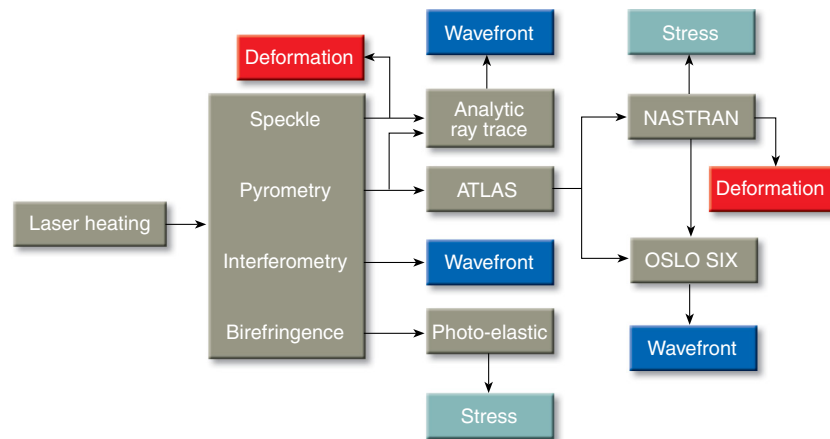 Wavefront
Stress
Deformation
Speckle
Analytic
ray trace
NASTRAN
Pyrometry
ATLAS
Deformation
Laser heating
Interferometry
Wavefront
OSLO SIX
Birefringence
Photo-elastic
Wavefront
Stress